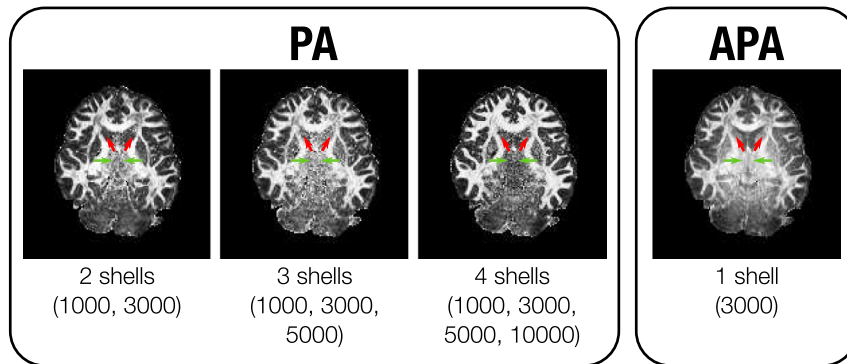 PA
APA
2 shells
(1000, 3000)
3 shells
(1000, 3000,
5000)
4 shells
(1000, 3000,
5000, 10000)
1 shell
(3000)